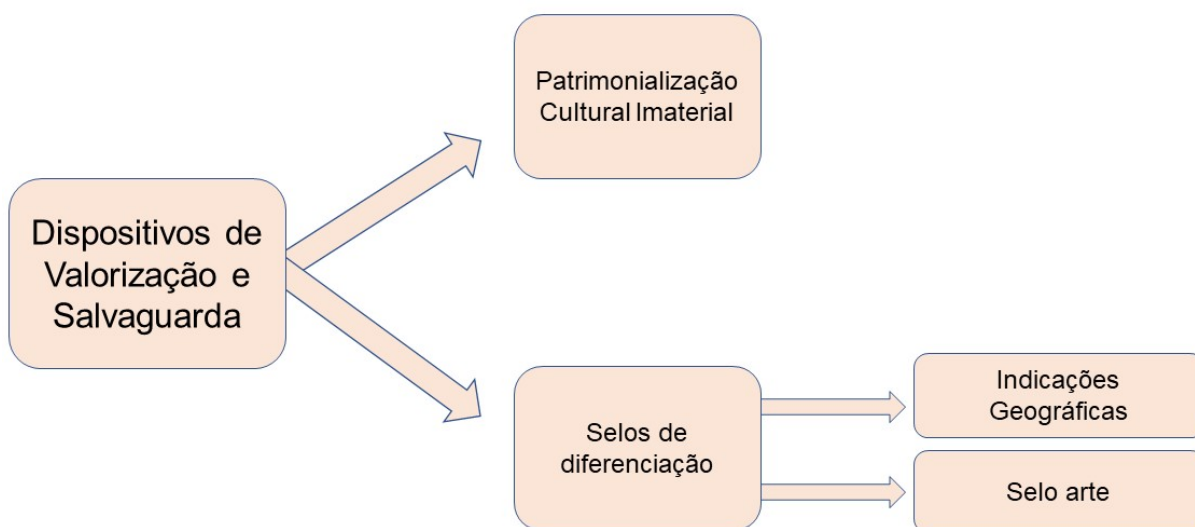 Patrimonialização
Cultural Imaterial
Dispositivos de
Valorização e
Salvaguarda
Selos de
diferenciação
Indicações
Geográficas
Selo arte